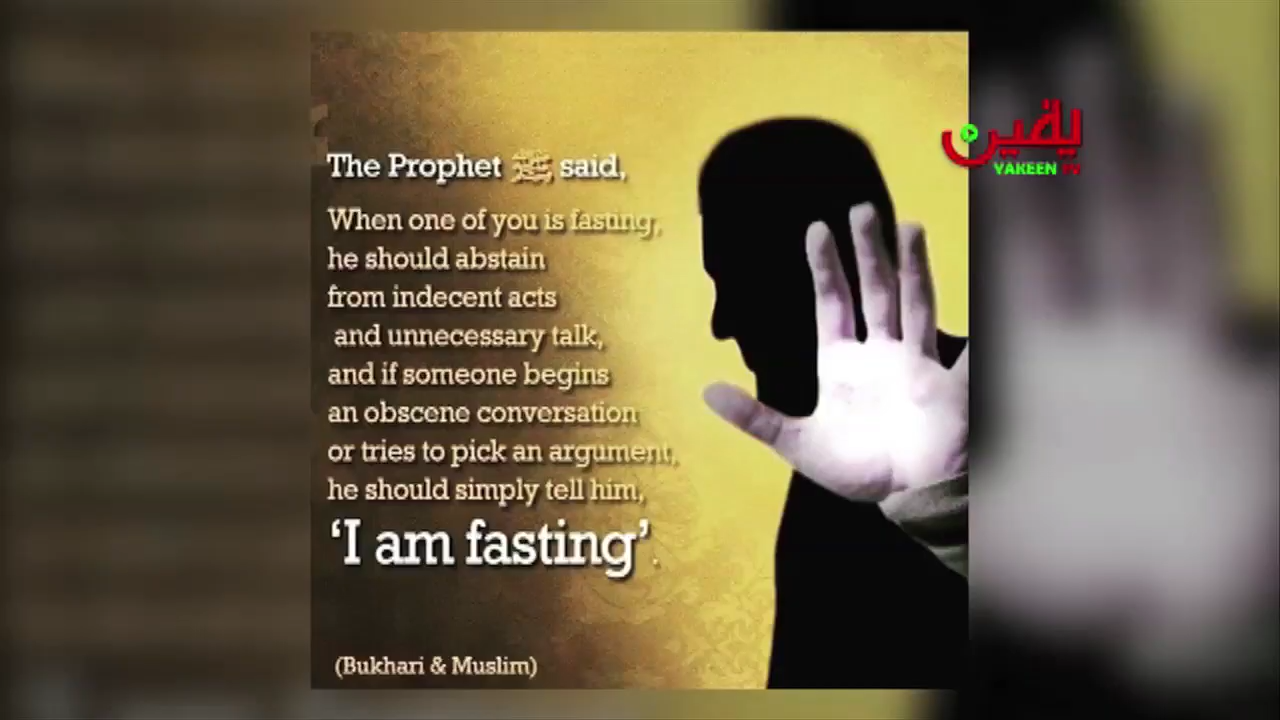 The Prophet ﷺ said,
When one of you is fasting,
he should abstain
from indecent acts
and unnecessary talk,
and if someone begins
an obscene conversation
or tries to pick an argument,
he should simply tell him,
‘I am fasting’.
(Bukhari & Muslim)
يقين
YAKEEN TV